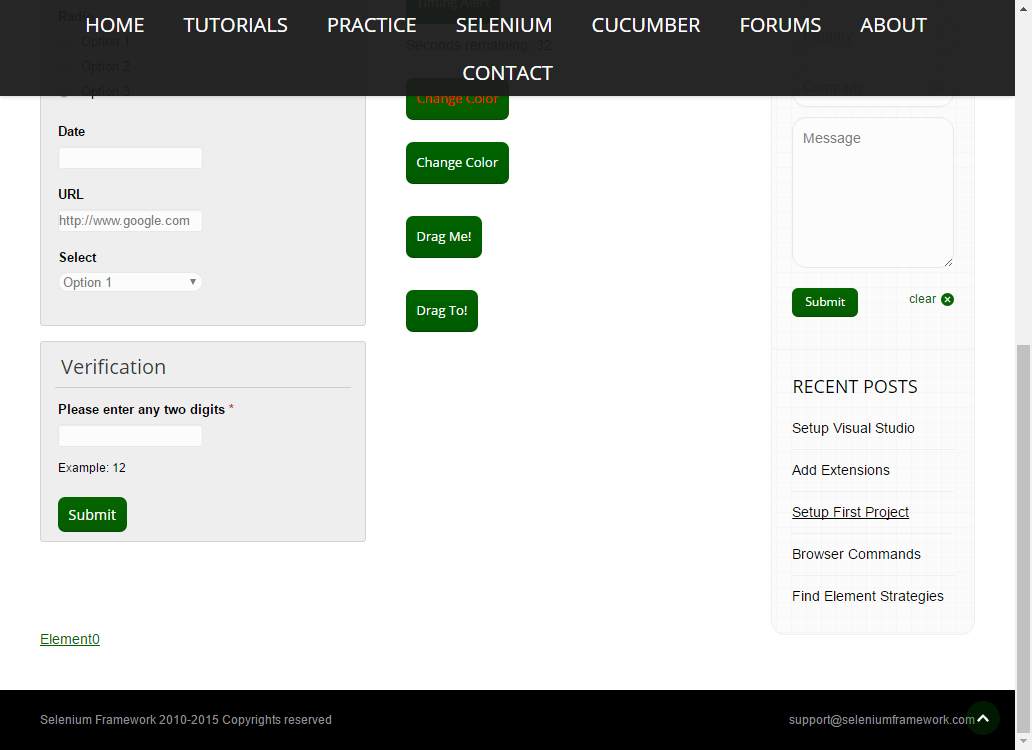 HOME TUTORIALS PRACTICE SELENIUM CUCUMBER FORUMS ABOUT
CONTACT
Timing Alert
Radio
Option 1
Seconds remaining: 32
Country
Option 2
Option 3
Change Color
Company
Date
Message
Change Color
URL
http://www.google.com
Drag Me!
Select
Option 1
Drag To!
Submit
clear
Verification
Please enter any two digits *
Example: 12
Submit
RECENT POSTS
Setup Visual Studio
Add Extensions
Setup First Project
Browser Commands
Find Element Strategies
Element0
Selenium Framework 2010-2015 Copyrights reserved
support@seleniumframework.com